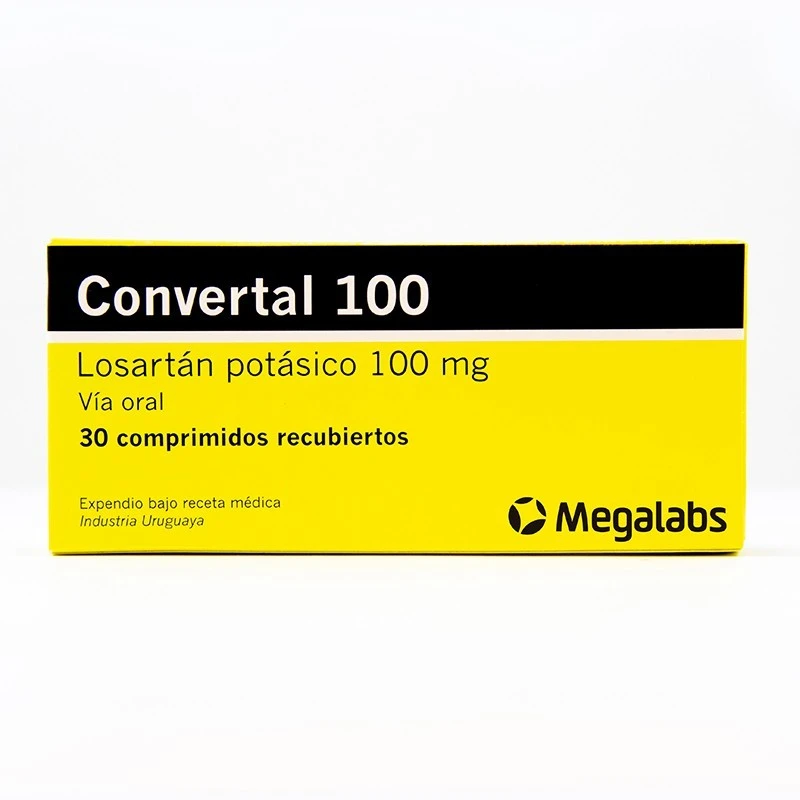 Convertal 100
Losartán potásico 100 mg
Vía oral
30 comprimidos recubiertos
Expendio bajo receta médica
Industria Uruguaya
Megalabs